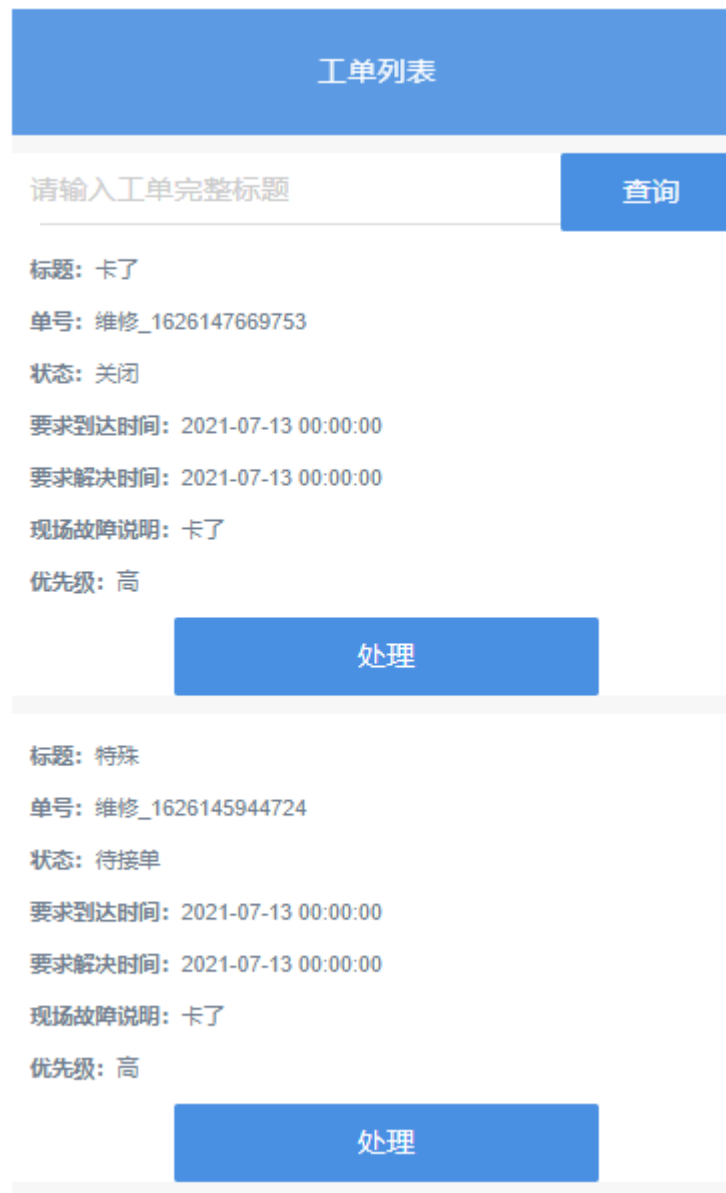 工单列表
请输入工单完整标题
查询
标题：卡了
单号：维修_1626147669753
状态：关闭
要求到达时间：2021-07-13 00:00:00
要求解决时间：2021-07-13 00:00:00
现场故障说明：卡了
优先级：高
处理
标题：特殊
单号：维修_1626145944724
状态：待接单
要求到达时间：2021-07-13 00:00:00
要求解决时间：2021-07-13 00:00:00
现场故障说明：卡了
优先级：高
处理